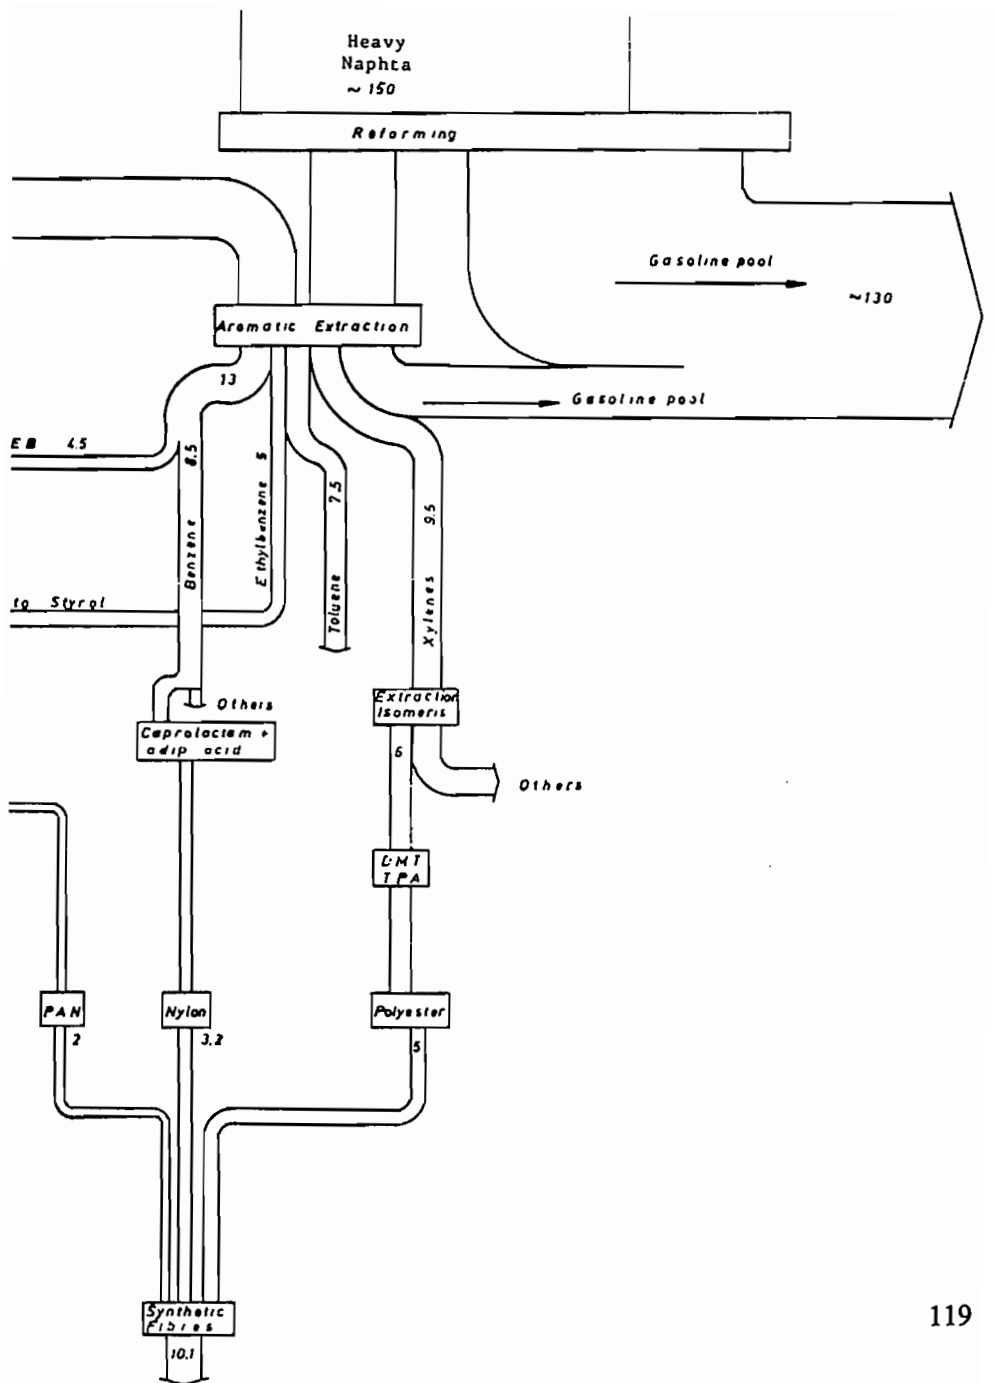 Heavy
Naphta
~ 150
Reforming
Gasoline pool
~130
Aromatic Extraction
13
Gasoline pool
EB 4.5
8.5
Benzene
Ethylbenzene 5
7.5
Toluene
9.5
Xylenes
to Styrol
Others
Extraction
Isomeris
Caprolactam +
adip acid
6
Others
DMT
TPA
PAN
Nylon
Polyester
2
3,2
5
Synthetic
Fibres
10.1
119